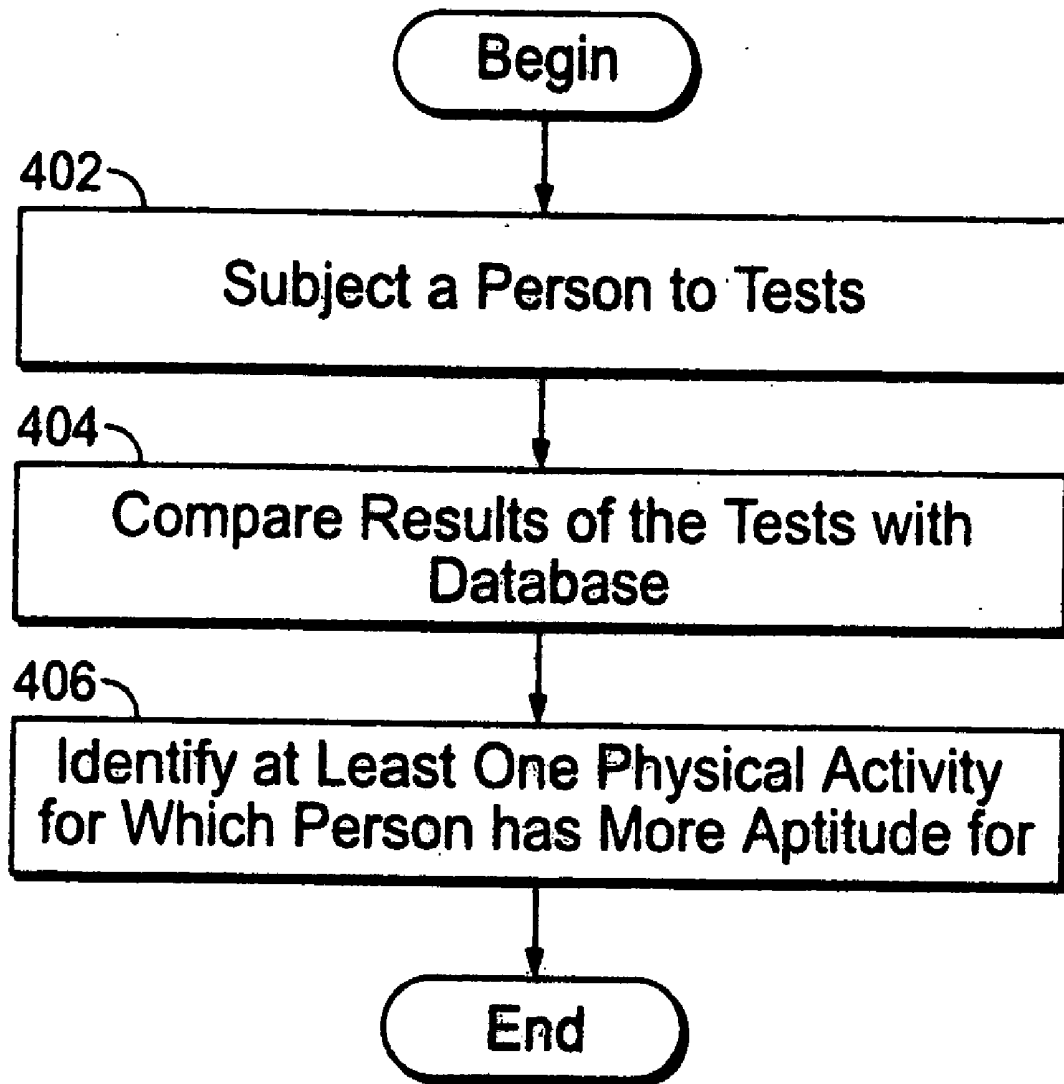 Begin
402
Subject a Person to Tests
404
Compare Results of the Tests with
Database
406
Identify at Least One Physical Activity
for Which Person has More Aptitude for
End